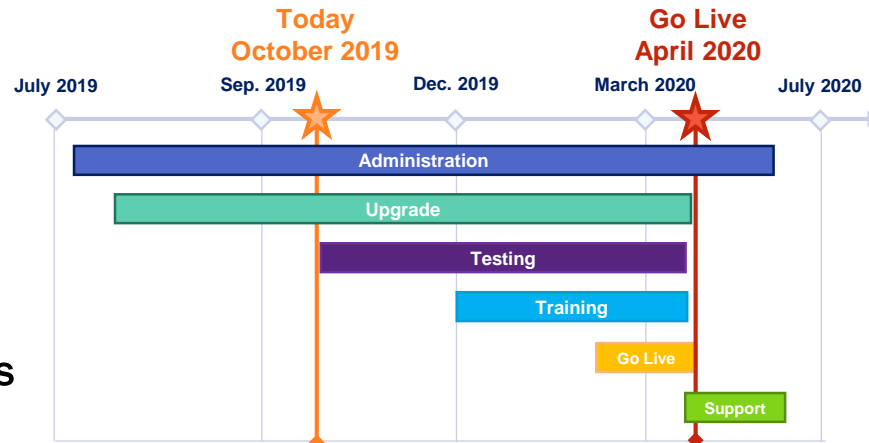 Today
October 2019
Go Live
April 2020
July 2019
Sep. 2019
Dec. 2019
March 2020
July 2020
Administration
Upgrade
Testing
Training
Go Live
s
Support